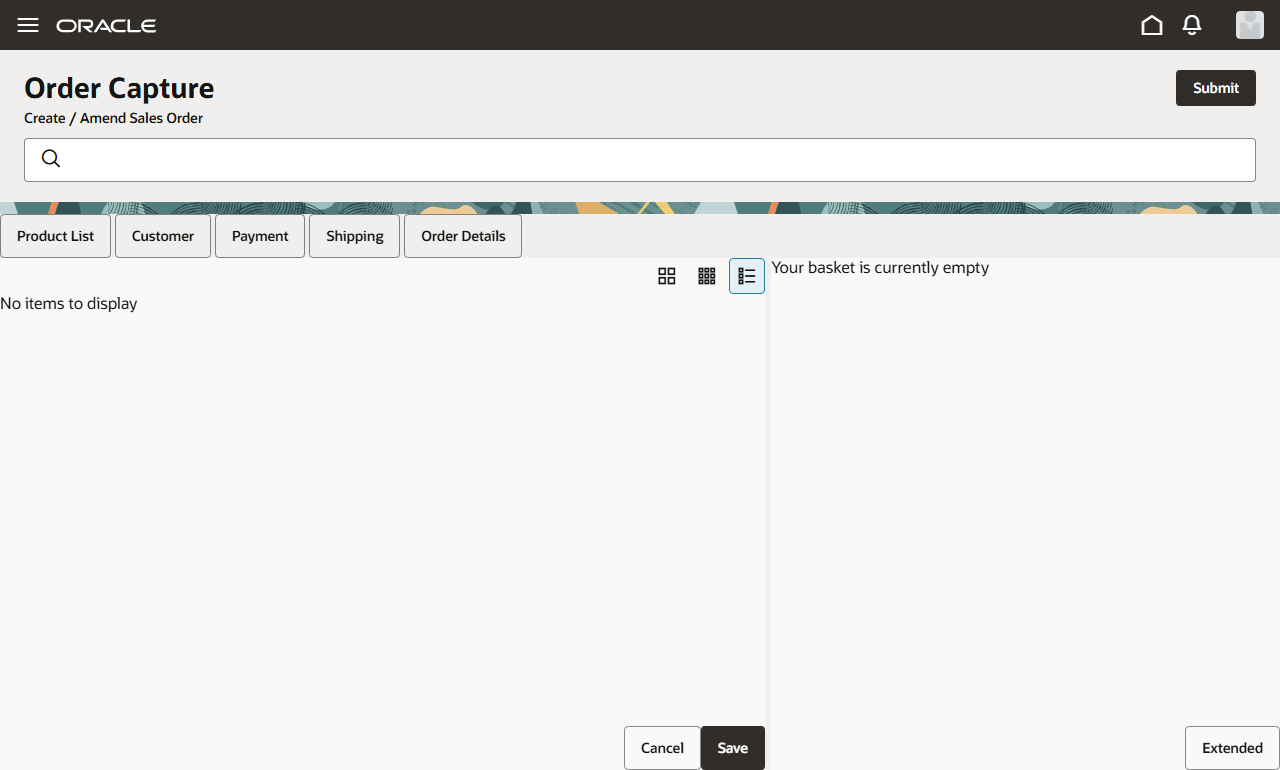 ORACLE
Order Capture
Submit
Create / Amend Sales Order
Product List
Customer
Payment
Shipping
Order Details
Your basket is currently empty
No items to display
Cancel
Save
Extended